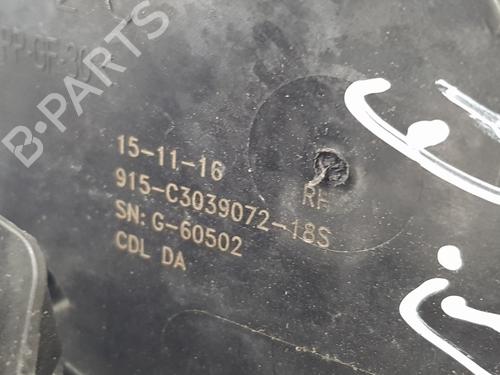 B-PARTS
15-11-16
915-C3039072-18S
SN: G-60502
CDL DA
RF